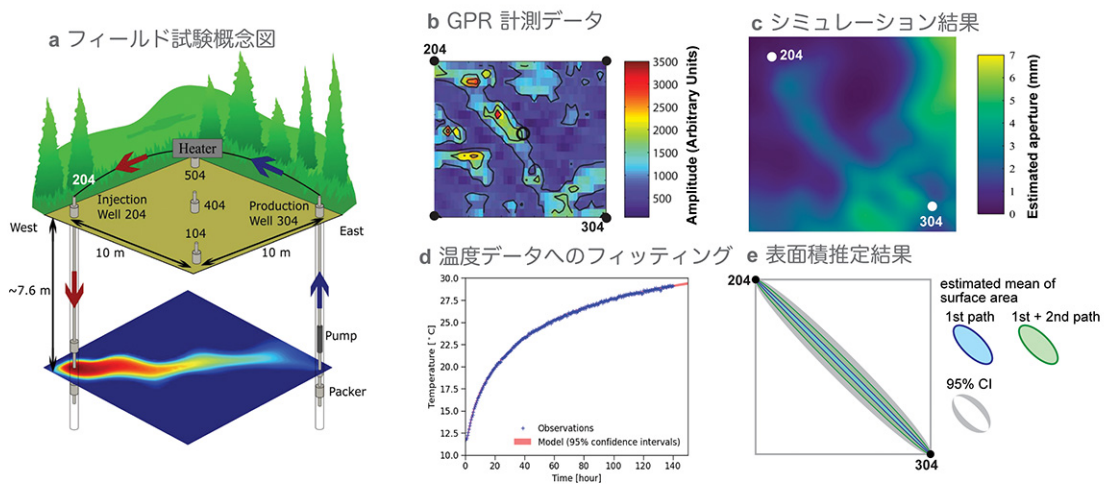 a フィールド試験概念図
Heater
504
204
Injection
Well 204
Production
Well 304
404
104
West
East
10 m
10 m
~7.6 m
Pump
Packer
b GPR 計測データ
204
304
3500
3000
2500
2000
1500
1000
500
Amplitude (Arbitrary Units)
c シミュレーション結果
204
304
7
6
5
4
3
2
1
0
Estimated aperture (mm)
d 温度データへのフィッティング
30.0
27.5
25.0
22.5
20.0
17.5
15.0
12.5
10.0
Temperature [°C]
Observations
Model (95% confidence intervals)
0 20 40 60 80 100 120 140
Time [hour]
e 表面積推定結果
204
304
estimated mean of
surface area
1st path 1st + 2nd path
95% CI